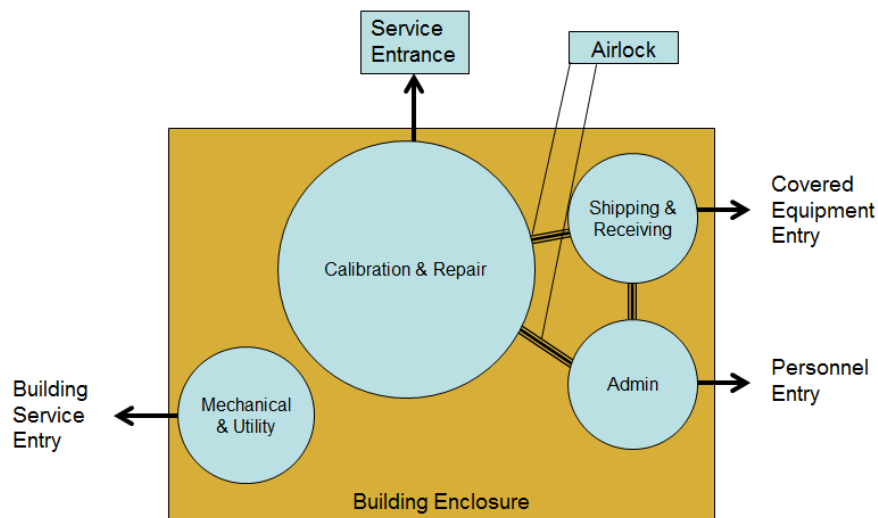 Service
Entrance
Airlock
Shipping &
Receiving
Covered
Equipment
Entry
Calibration & Repair
Admin
Personnel
Entry
Mechanical
& Utility
Building
Service
Entry
Building Enclosure